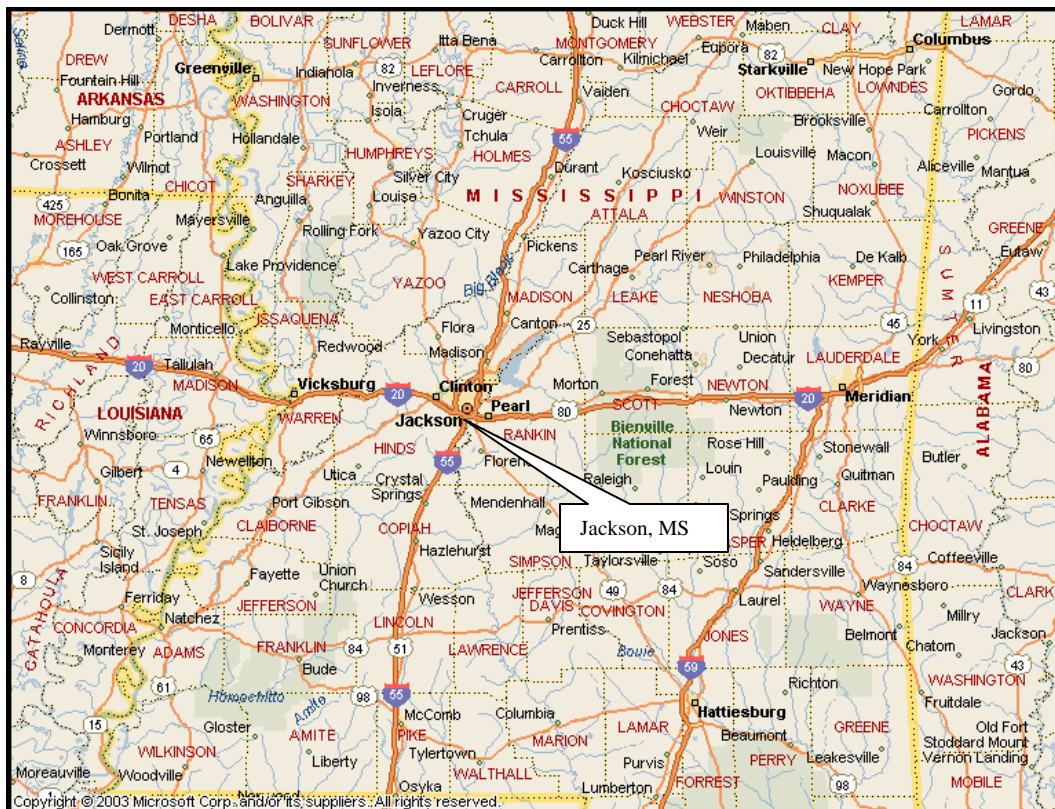 DESHA BOLIVAR Duck Hill WEBSTER Maben CLAY LAMAR
Dermott SUNFLOWER Itta Bena MONTGOMERY Eupora 82 Columbus
DREW Greenville Indianola 82 LEFLORE Carrollton Kilmichael Starkville New Hope Park
Fountain Hill Inverness CARROLL OKTIBBEHA LOWNDES Gordo
ARKANSAS WASHINGTON Isola Cruger Vaiden CHOCTAW Carrollton
Hamburg Portland Hollandale Tchula 55 Weir Brooksville PICKENS
ASHLEY HUMPHREYS HOLMES Louisville Macon Aliceville
Crossett Wilmot SHARKEY Silver City Durant Kosciusko Mantua
Bonita CHICOT Anguilla Louise MISSISSIPPI WINSTON NOXUBEE
425 MOREHOUSE Mayersville ATTALA Shuqualak GREENE
Rolling Fork Yazoo City Pickens Eutaw
165 Oak Grove Lake Providence Pearl River Philadelphia De Kalb
WEST CARROLL YAZOO Big Black Carthage KEMPER SUMTER
Collinston EAST CARROLL MADISON LEAKE NESHOBA 11 43
ISSAQUENA Flora Canton 25 Sebastopol Union 45 Livingston
Monticello Redwood Madison Conehatta Decatur York
Rayville 20 Tallulah LAUDERDALE 80
RICHLAND MADISON Vicksburg 20 Clinton Morton Forest NEWTON 20 Meridian
LOUISIANA WARREN Jackson Pearl 80 SCOTT Newton ALABAMA
Winnsboro 65 HINDS RANKIN Bienville
National
Forest
Rose Hill Stonewall
Gilbert 4 Newellton Utica 55 Florence Louin Butler
FRANKLIN TENSAS Port Gibson Crystal
Springs
Mendenhall Raleigh Paulding Quitman
CLAIBORNE COPIAH Jackson, MS Springs CLARKE
St. Joseph Hazlehurst Heidelberg CHOCTAW
Sicily
Island
SIMPSON Taylorsville Soso Sandersville Coffeeville
8 Fayette Union
Church
84 Waynesboro
CATAHOULA Ferriday JEFFERSON Wesson JEFFERSON
DAVIS
49 84 COVINGTON Laurel WAYNE Millry CLARK
CONCORDIA Natchez LINCOLN Prentiss JONES Belmont
Monterey ADAMS FRANKLIN 84 51 LAWRENCE Bouie Chatom Jackson
Bude 59 43
61 Homochitto 98 55 Richton WASHINGTON
15 Gloster Amite McComb Columbia Hattiesburg Fruitdale
AMITE PIKE MARION LAMAR GREENE Old Fort
WILKINSON Liberty Tylertown Purvis Beaumont Stoddard Mount
Moreauville Woodville WALTHALL PERRY Leakesville Vernon Landing
Osyka Lumberton FORREST 98 MOBILE
Copyright © 2003 Microsoft Corp. and/or its suppliers. All rights reserved.